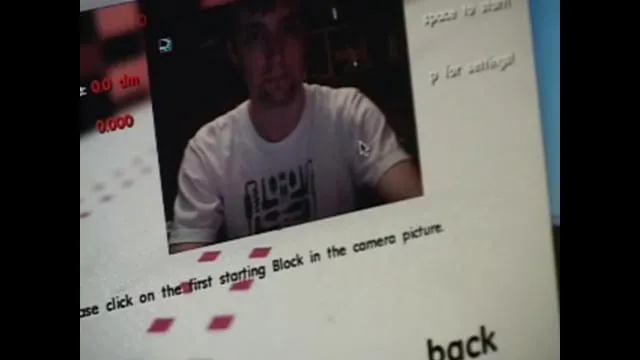 space to start!
0.0 dm
p for settings!
0.000
ase click on the first starting Block in the camera picture.
back